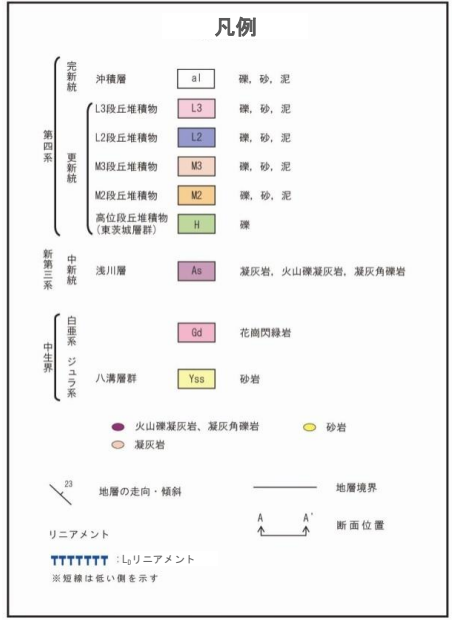 凡例
第四系
完新統
沖積層 al 礫，砂，泥
更新統
L3段丘堆積物 L3 礫，砂，泥
L2段丘堆積物 L2 礫，砂，泥
M3段丘堆積物 M3 礫，砂，泥
M2段丘堆積物 M2 礫，砂，泥
高位段丘堆積物
(東茨城層群) H 礫
新第三系
中新統
浅川層 As 凝灰岩，火山礫凝灰岩，凝灰角礫岩
中生界
白亜系
Gd 花崗閃緑岩
ジュラ系
八溝層群 Yss 砂岩
火山礫凝灰岩、凝灰角礫岩 砂岩
凝灰岩
23 地層の走向・傾斜 地層境界
A A' 断面位置
リニアメント
：LDリニアメント
※短線は低い側を示す